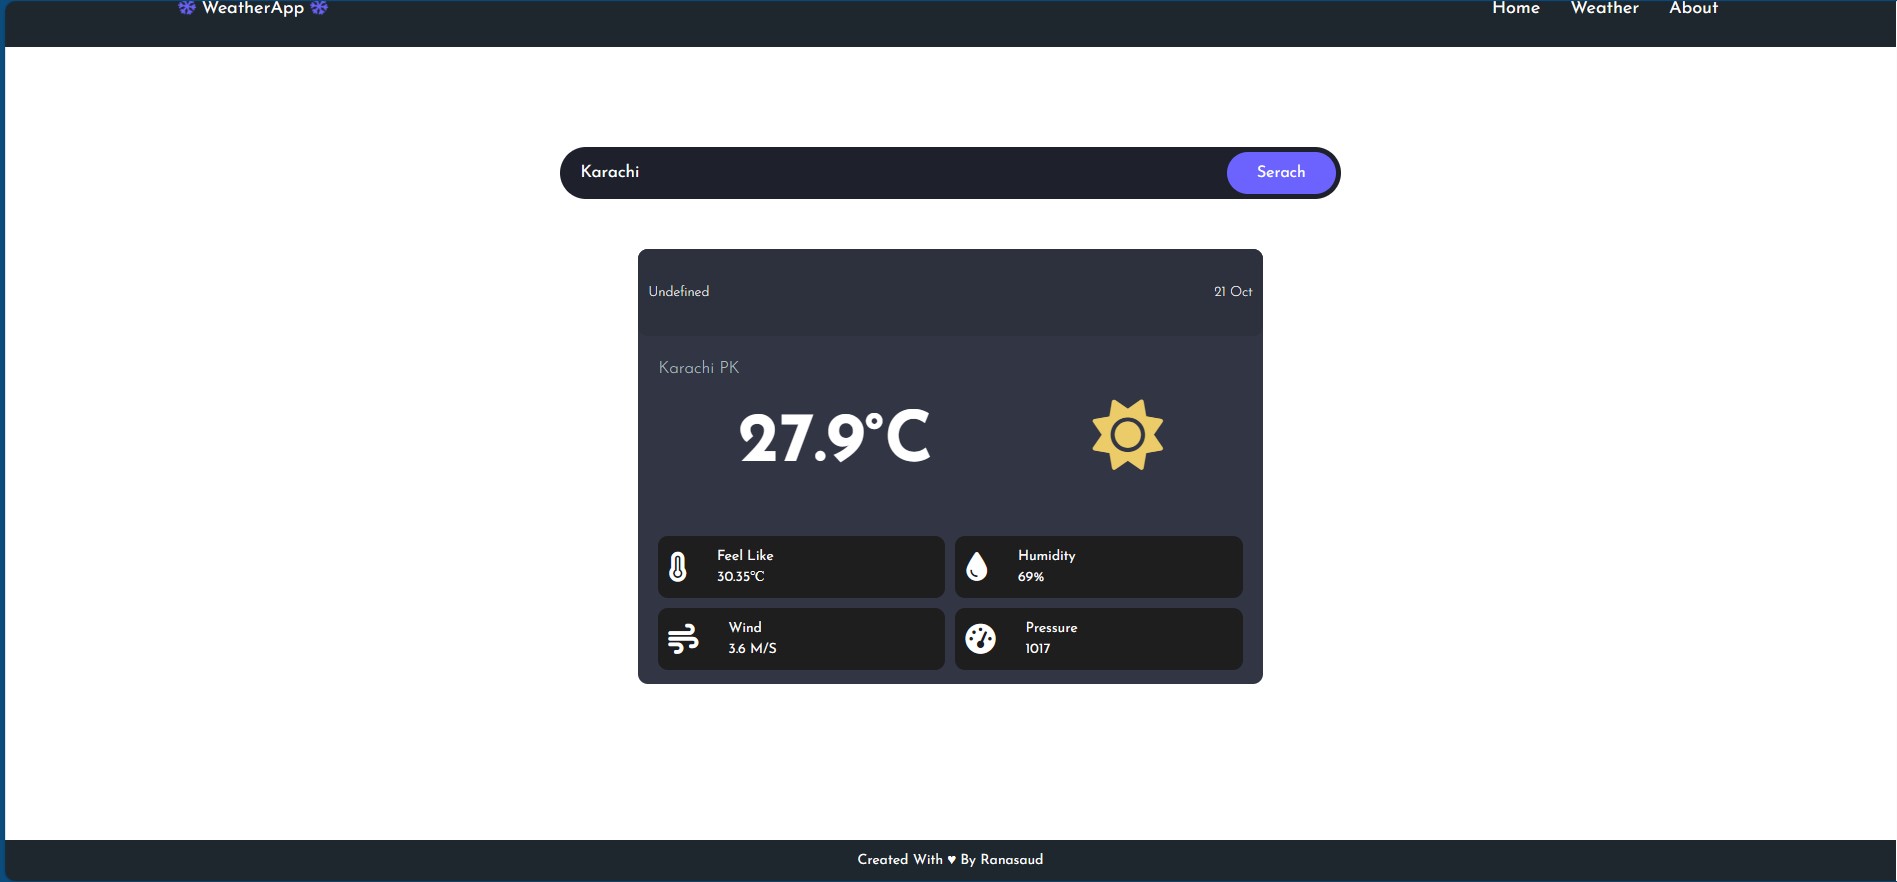 ❄ WeatherApp ❄ Home Weather About
Karachi Serach
Undefined 21 Oct
Karachi PK
27.9°C
Feel Like
30.35°C
Humidity
69%
Wind
3.6 M/S
Pressure
1017
Created With ♥ By Ranasaud